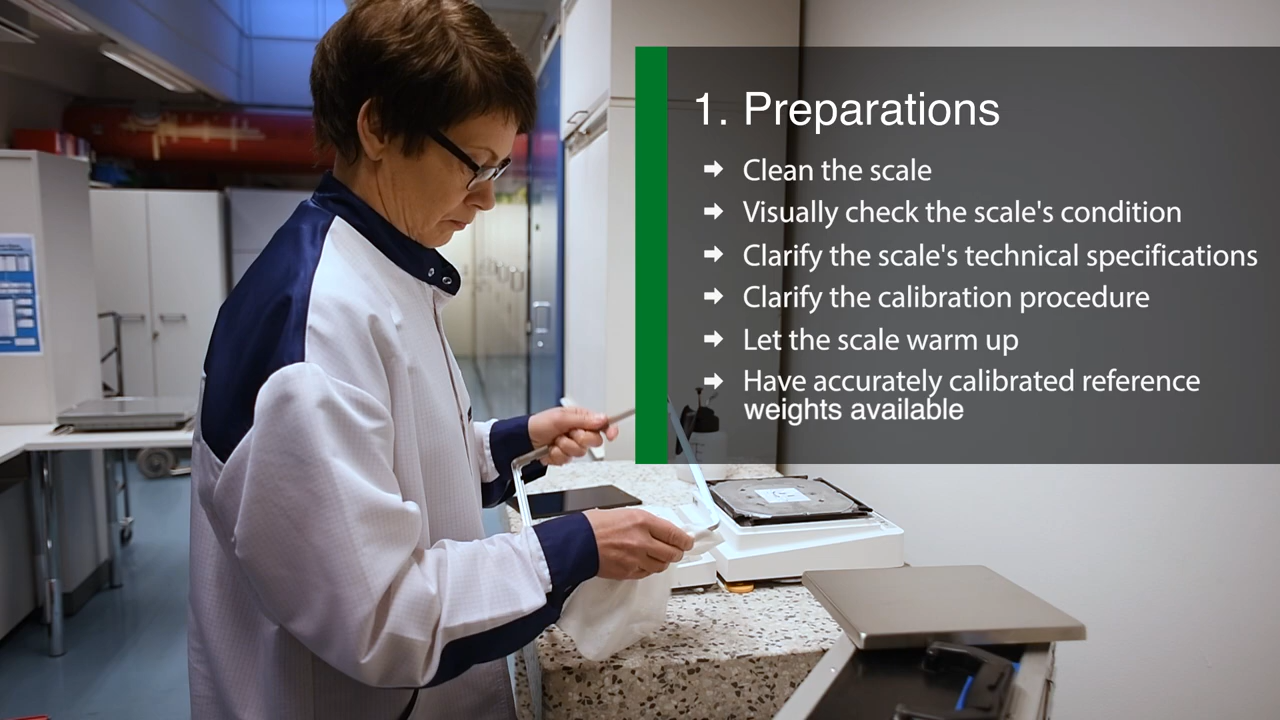 1. Preparations
Clean the scale
Visually check the scale's condition
Clarify the scale's technical specifications
Clarify the calibration procedure
Let the scale warm up
Have accurately calibrated reference
weights available